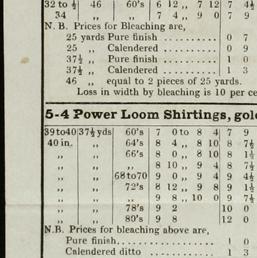 32 to ½ 46 60's 6 12 ,, 7 12 7 4½
34 ,, ,, 7 4 ,, 9 0 7 9
N. B. Prices for Bleaching are,
25 yards Pure finish 0 7
25 ,, Calendered 0 9
37½ ,, Pure finish 1 0
37½ ,, Calendered 1 3
46 ,, equal to 2 pieces of 25 yards.
Loss in width by bleaching is 10 per ce
5-4 Power Loom Shirtings, gol
39 to 40 37½ yds 60's 7 0 to 8 4 7 9
40 in. ,, 64's 8 4 ,, 8 10 8 7½
,, ,, 66's 8 0 ,, 8 10 8 1½
,, ,, ,, 8 10 ,, 9 4 8 7½
,, ,, 68 to 70 9 0 ,, 9 4 9 4½
,, ,, 72's 8 12 ,, 9 8 9 1½
,, ,, ,, 9 8 ,, 10 0 9 7½
,, ,, 78's 9 2 10 0
,, ,, 80's 9 8 12 0
N.B. Prices for bleaching above are,
Pure finish 1 0
Calendered ditto 1 3